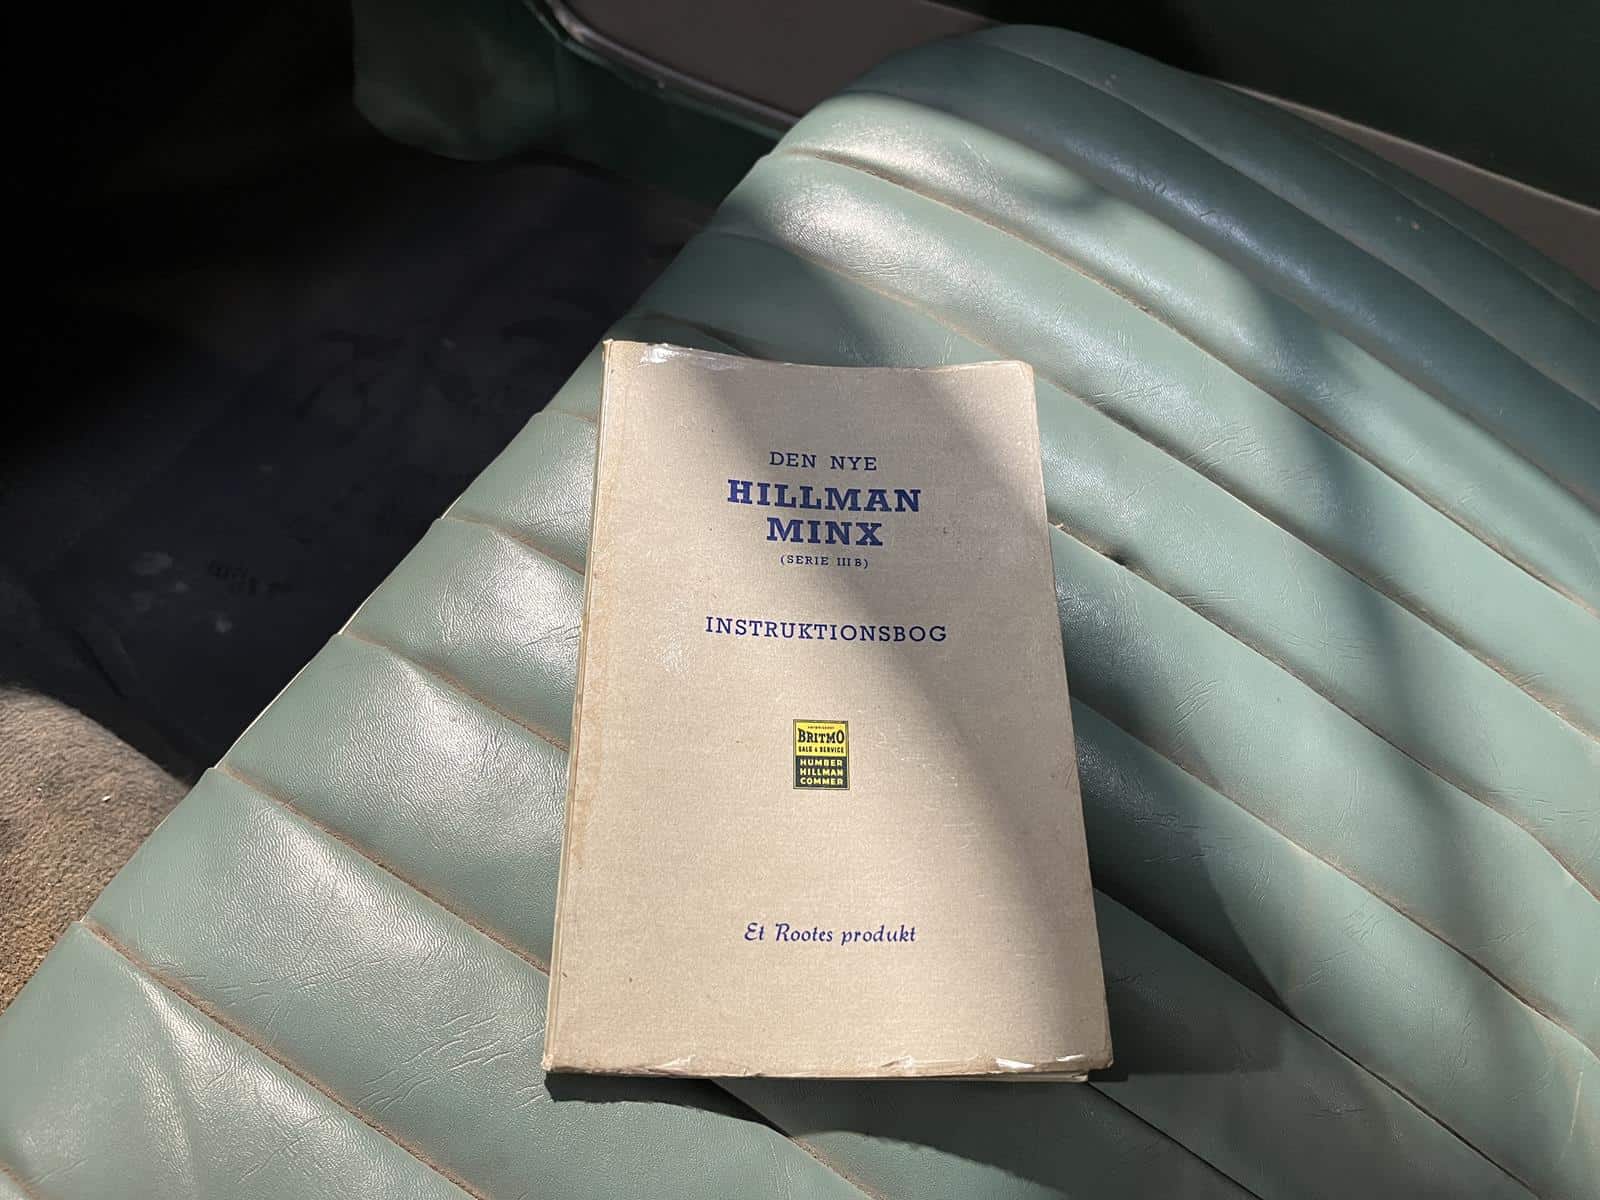 DEN NYE
HILLMAN
MINX
(SERIE III B)
INSTRUKTIONSBOG
BRITMO
SALG & SERVICE
HUMBER
HILLMAN
COMMER
Et Rootes produkt